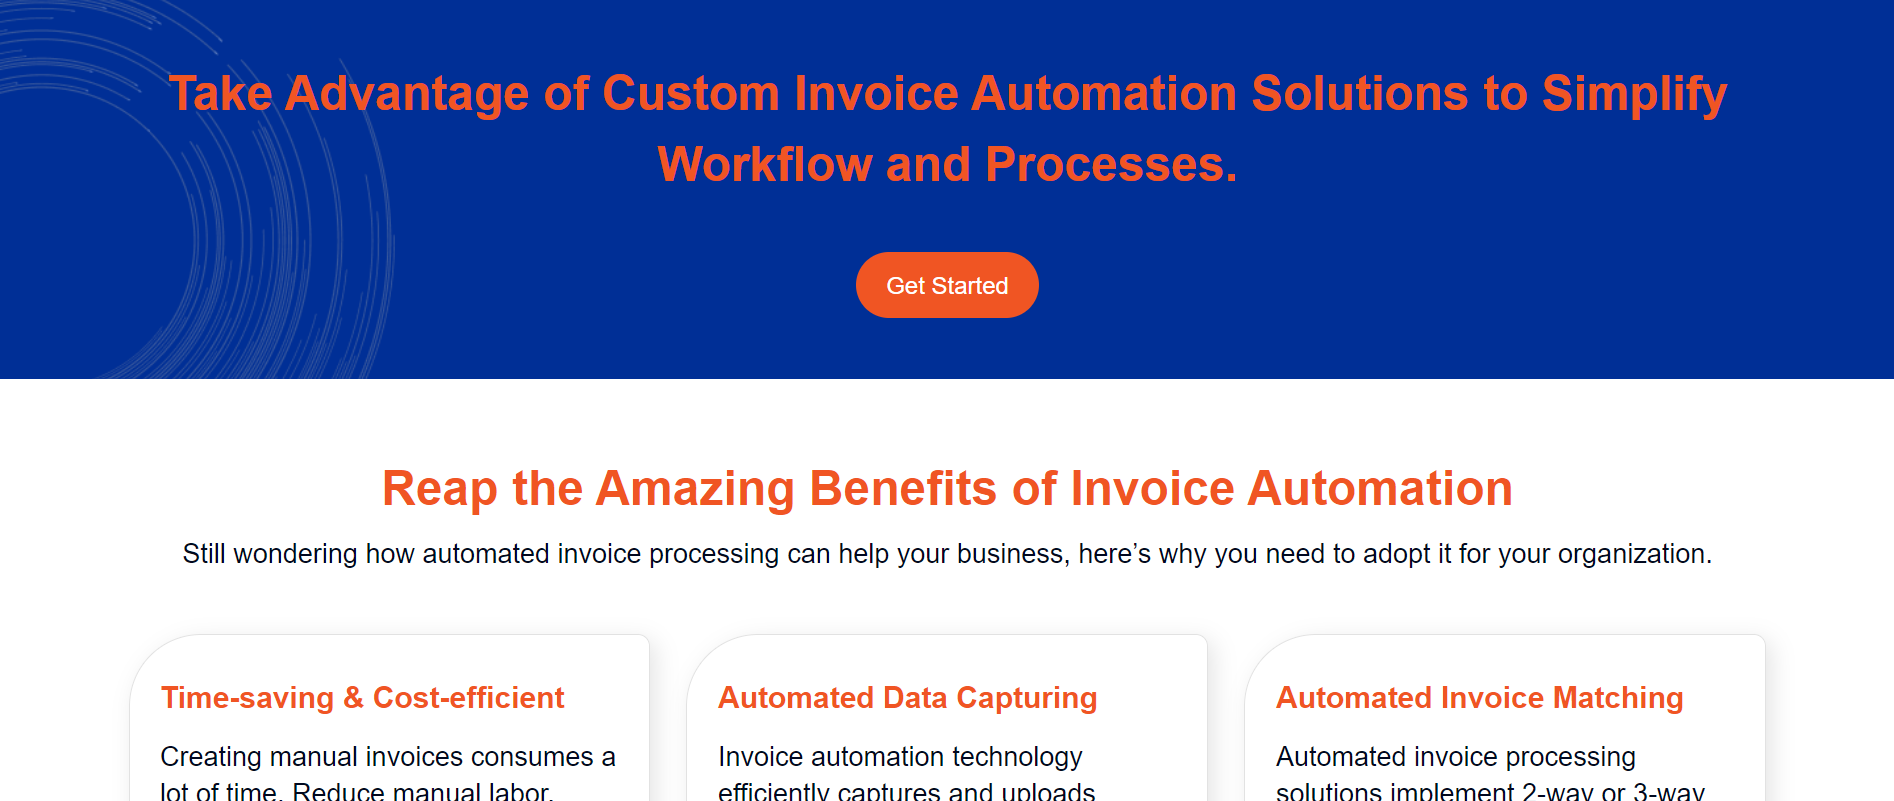 Take Advantage of Custom Invoice Automation Solutions to Simplify
Workflow and Processes.
Get Started
Reap the Amazing Benefits of Invoice Automation
Still wondering how automated invoice processing can help your business, here’s why you need to adopt it for your organization.
Time-saving & Cost-efficient
Creating manual invoices consumes a
lot of time. Reduce manual labor,
Automated Data Capturing
Invoice automation technology
efficiently captures and uploads
Automated Invoice Matching
Automated invoice processing
solutions implement 2-way or 3-way